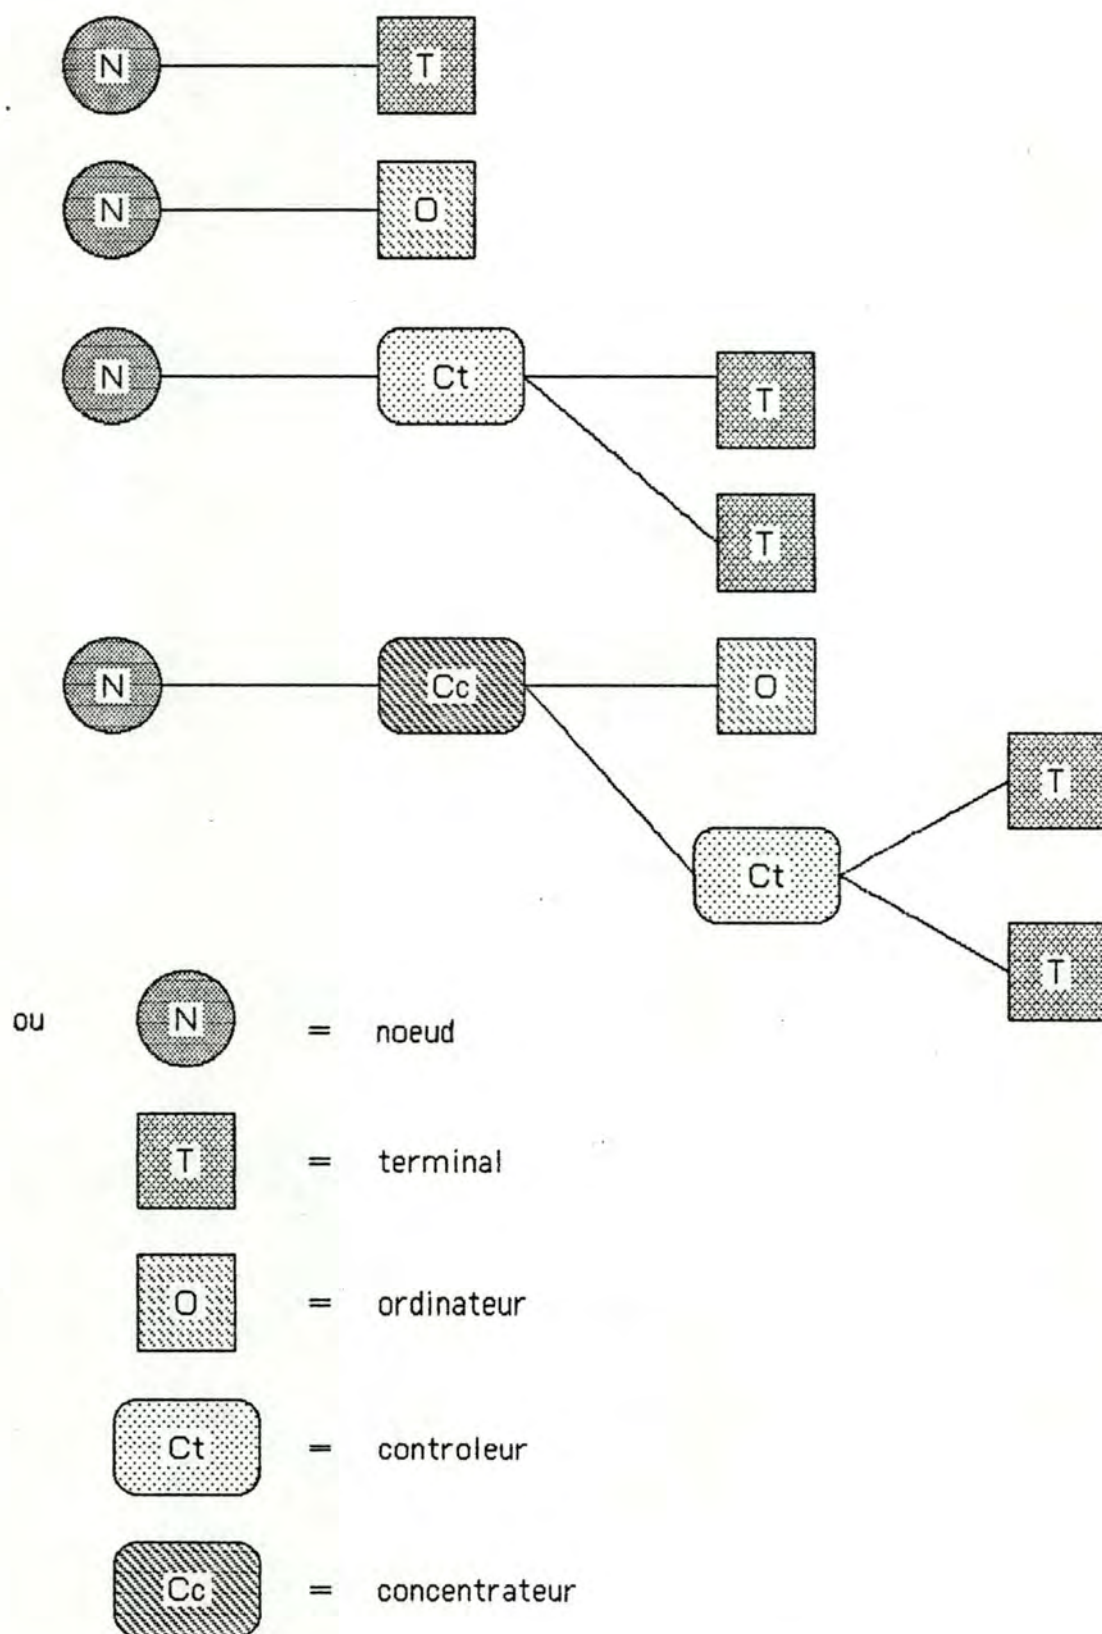 N T
N O
N Ct T
T
N Cc O
T
Ct
T
ou N = noeud
T = terminal
O = ordinateur
Ct = controleur
Cc = concentrateur